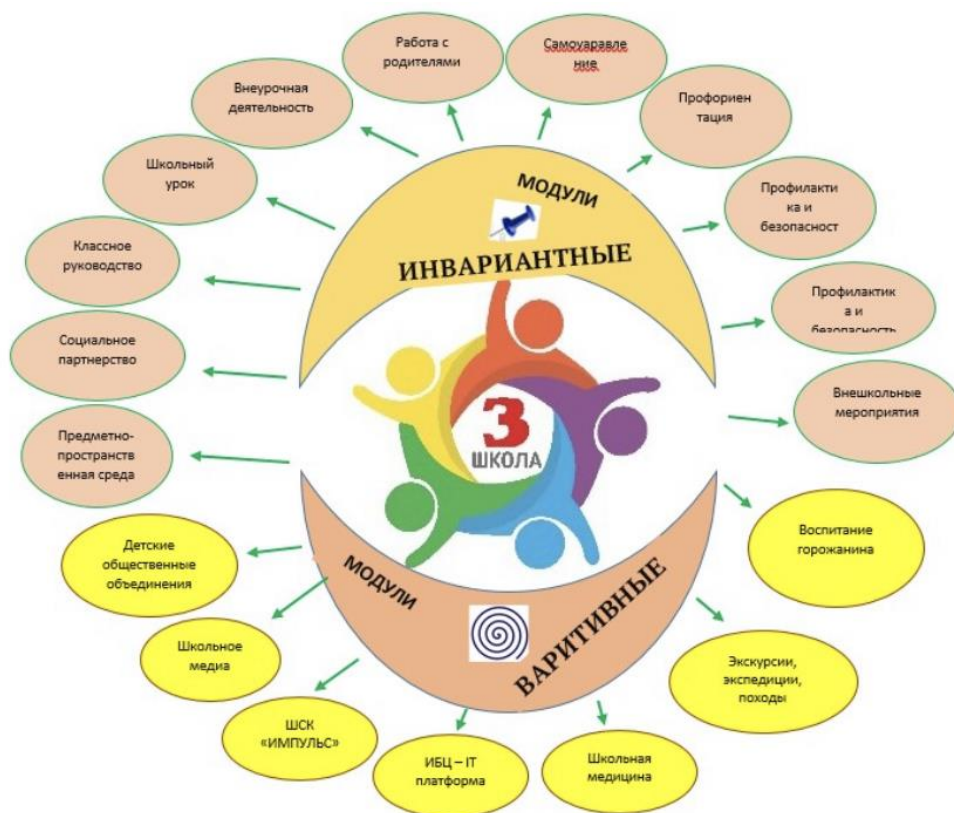 Работа с
родителями
Самоуаравле
ние
Внеурочная
деятельность
Профориен
тация
Школьный
урок
Профилакти
ка и
безопасност
Классное
руководство
Профилактик
а и
безопасность
Социальное
партнерство
Внешкольные
мероприятия
Предметно-
пространств
енная среда
МОДУЛИ
ИНВАРИАНТНЫЕ
3
ШКОЛА
МОДУЛИ
ВАРИТИВНЫЕ
Детские
общественные
объединения
Воспитание
горожанина
Школьное
медиа
Экскурсии,
экспедиции,
походы
ШСК
«ИМПУЛЬС»
ИБЦ – IT
платформа
Школьная
медицина